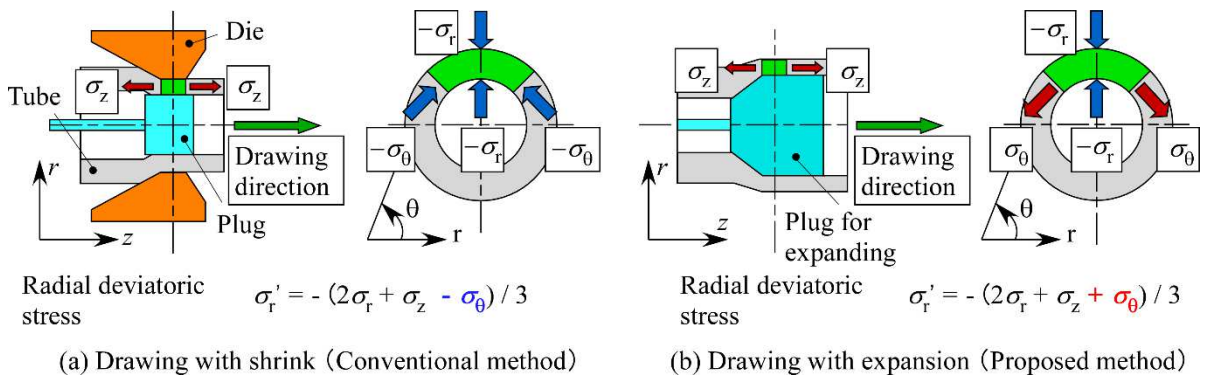 Die
Tube
σz
σz
Drawing
direction
Plug
r
z
−σr
−σθ
−σr
−σθ
θ
r
Radial deviatoric
stress
σr' = - (2σr + σz - σθ) / 3
(a) Drawing with shrink (Conventional method)
σz
σz
Drawing
direction
Plug for
expanding
r
z
−σr
σθ
−σr
σθ
θ
r
Radial deviatoric
stress
σr' = - (2σr + σz + σθ) / 3
(b) Drawing with expansion (Proposed method)